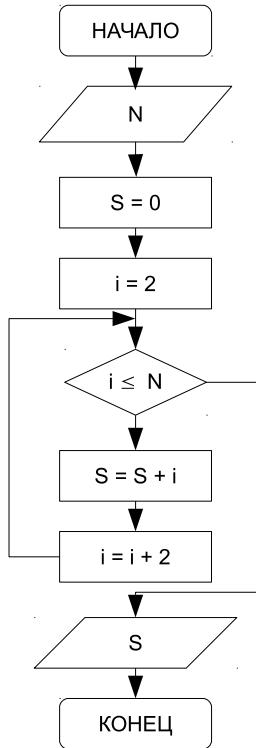 НАЧАЛО
N
S = 0
i = 2
i ≤ N
S = S + i
i = i + 2
S
КОНЕЦ